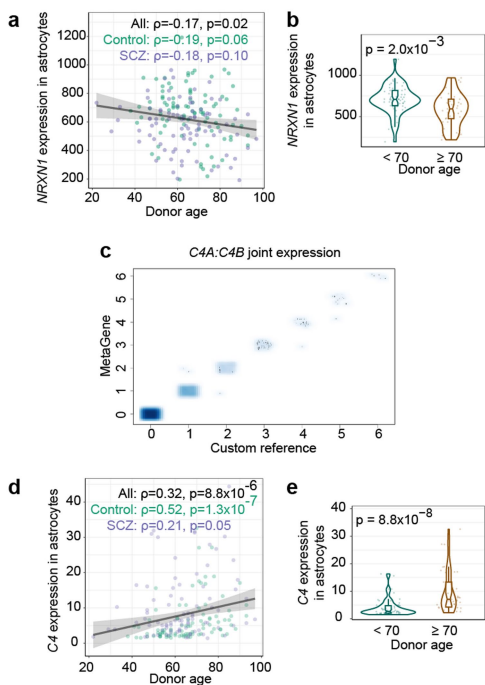 a
All: ρ=-0.17, p=0.02
Control: ρ=-0.19, p=0.06
SCZ: ρ=-0.18, p=0.10
NRXN1 expression in astrocytes
1200
1000
800
600
400
200
20 40 60 80 100
Donor age
b
p = 2.0x10-3
NRXN1 expression
in astrocytes
1000
500
< 70 ≥ 70
Donor age
c
C4A:C4B joint expression
MetaGene
6
5
4
3
2
1
0
0 1 2 3 4 5 6
Custom reference
d
All: ρ=0.32, p=8.8x10-6
Control: ρ=0.52, p=1.3x10-7
SCZ: ρ=0.21, p=0.05
C4 expression in astrocytes
40
30
20
10
0
20 40 60 80 100
Donor age
e
p = 8.8x10-8
C4 expression
in astrocytes
40
30
20
10
0
< 70 ≥ 70
Donor age